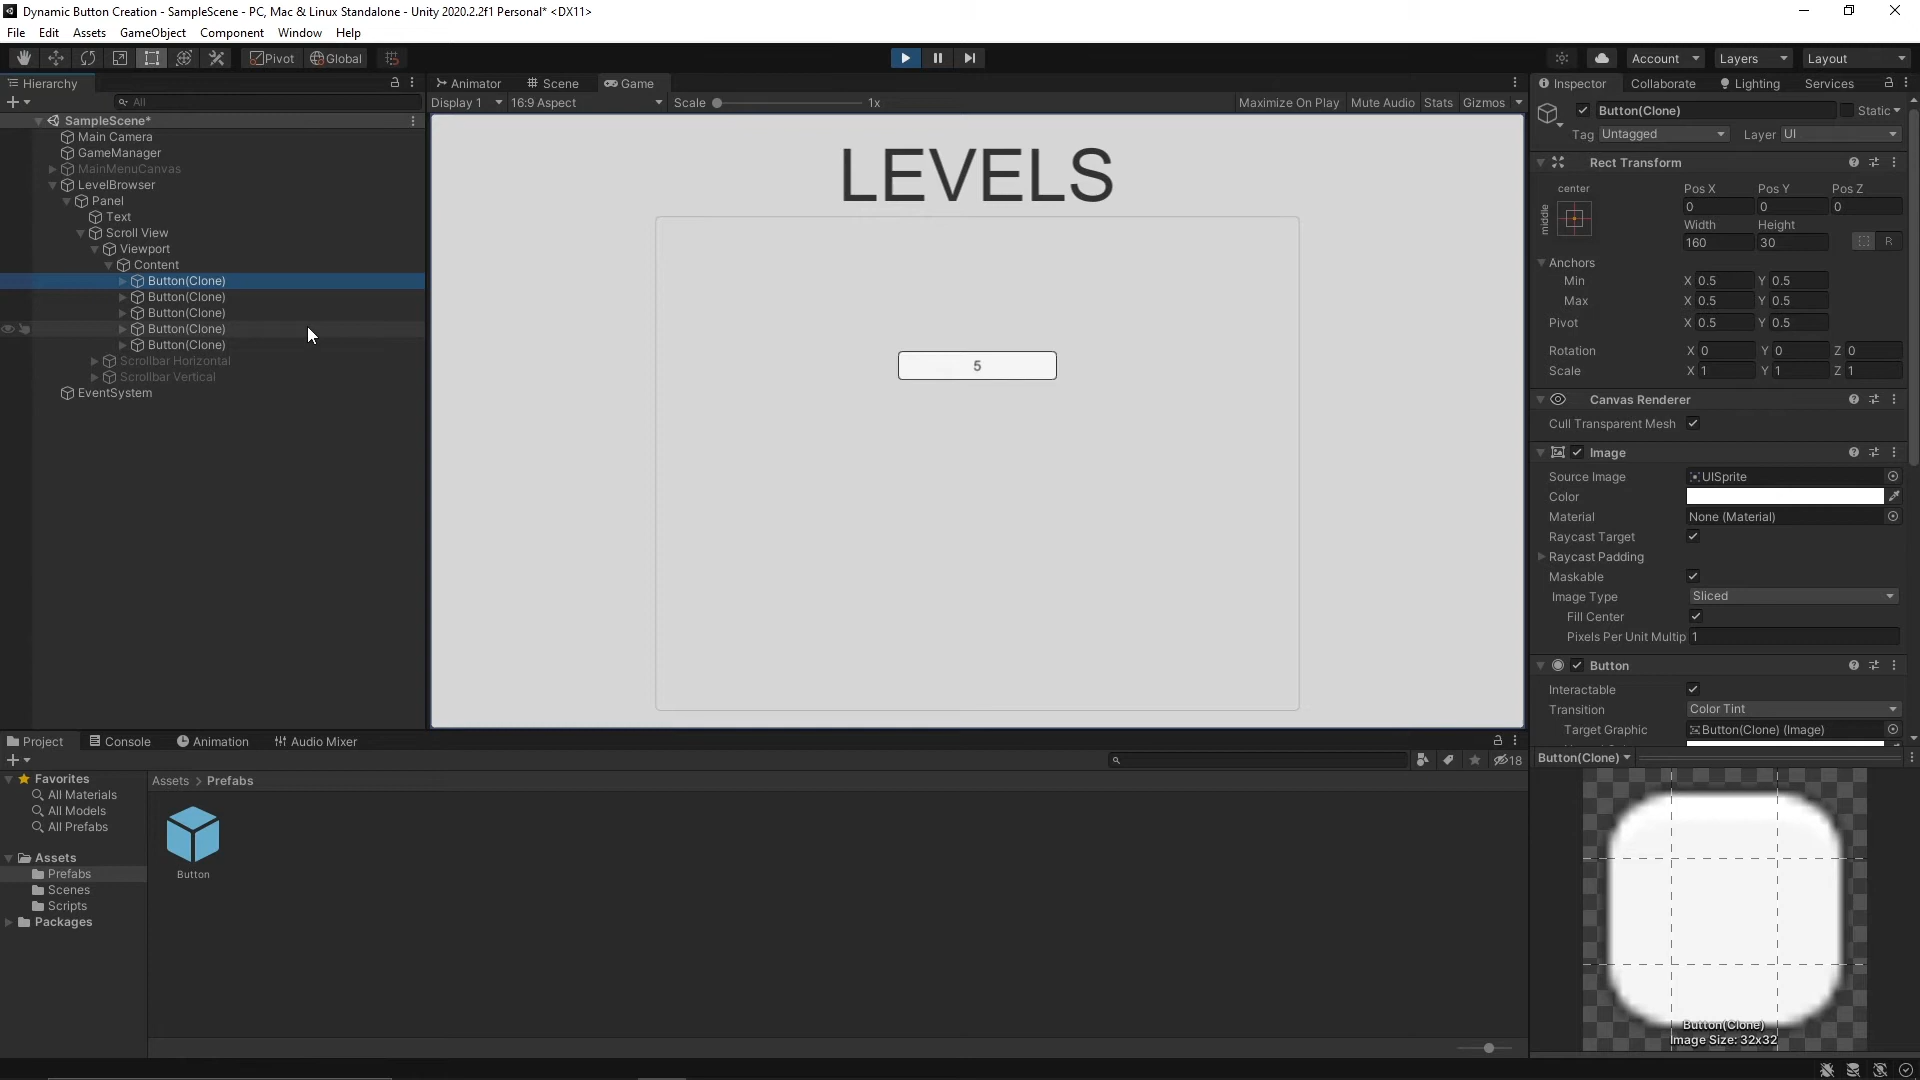 Dynamic Button Creation - SampleScene - PC, Mac & Linux Standalone - Unity 2020.2.2f1 Personal* <DX11>
File Edit Assets GameObject Component Window Help
Pivot Global Account Layers Layout
Hierarchy
All
SampleScene*
Main Camera
GameManager
MainMenuCanvas
LevelBrowser
Panel
Text
Scroll View
Viewport
Content
Button(Clone)
Button(Clone)
Button(Clone)
Button(Clone)
Button(Clone)
Scrollbar Horizontal
Scrollbar Vertical
EventSystem
Animator Scene Game
Display 1 16:9 Aspect Scale 1x Maximize On Play Mute Audio Stats Gizmos
LEVELS
5
Inspector Collaborate Lighting Services
Button(Clone) Static
Tag Untagged Layer UI
Rect Transform
center
middle
Pos X Pos Y Pos Z
0 0 0
Width Height
160 30
R
Anchors
Min X 0.5 Y 0.5
Max X 0.5 Y 0.5
Pivot X 0.5 Y 0.5
Rotation X 0 Y 0 Z 0
Scale X 1 Y 1 Z 1
Canvas Renderer
Cull Transparent Mesh
Image
Source Image UISprite
Color
Material None (Material)
Raycast Target
Raycast Padding
Maskable
Image Type Sliced
Fill Center
Pixels Per Unit Multip 1
Button
Interactable
Transition Color Tint
Target Graphic Button(Clone) (Image)
Button(Clone)
Button(Clone)
Image Size: 32x32
Project Console Animation Audio Mixer
18
Favorites
All Materials
All Models
All Prefabs
Assets
Prefabs
Scenes
Scripts
Packages
Assets > Prefabs
Button